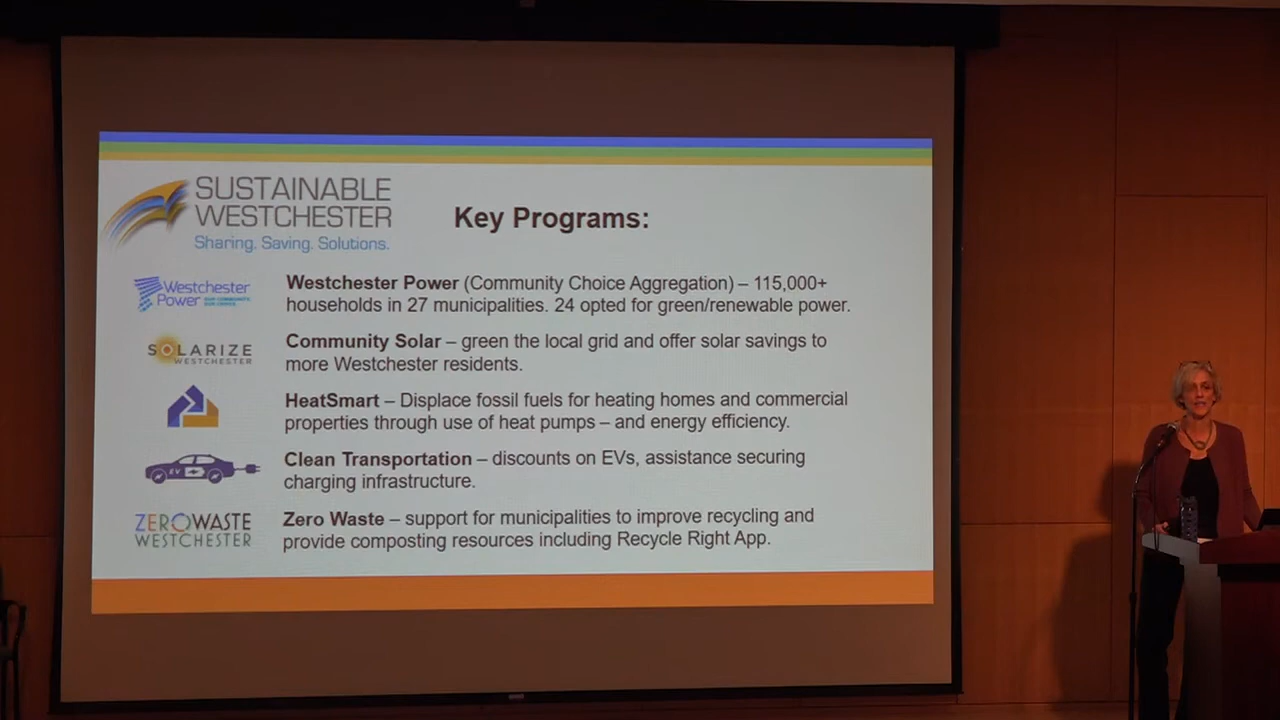 SUSTAINABLE
WESTCHESTER
Sharing. Saving. Solutions.
Key Programs:
Westchester
Power
Westchester Power (Community Choice Aggregation) – 115,000+
households in 27 municipalities. 24 opted for green/renewable power.
SOLARIZE
WESTCHESTER
Community Solar – green the local grid and offer solar savings to
more Westchester residents.
HeatSmart – Displace fossil fuels for heating homes and commercial
properties through use of heat pumps – and energy efficiency.
EV
Clean Transportation – discounts on EVs, assistance securing
charging infrastructure.
ZEROWASTE
WESTCHESTER
Zero Waste – support for municipalities to improve recycling and
provide composting resources including Recycle Right App.